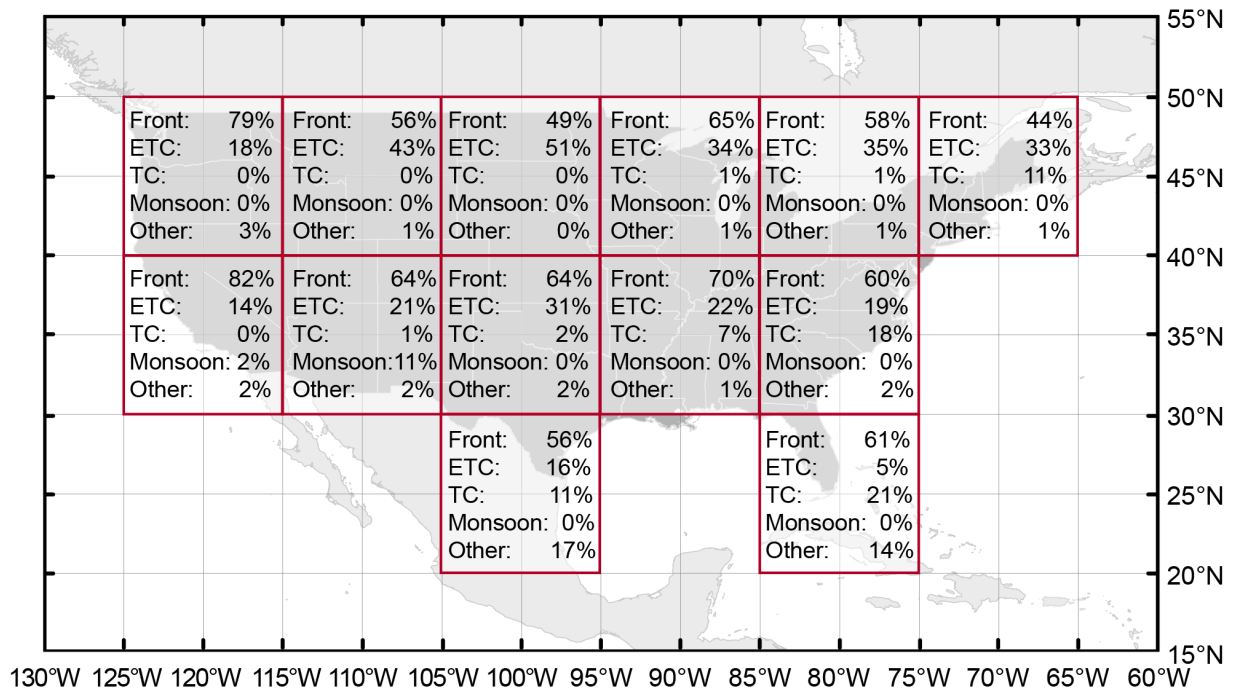 55°N
50°N
Front: 79% Front: 56% Front: 49% Front: 65% Front: 58% Front: 44%
ETC: 18% ETC: 43% ETC: 51% ETC: 34% ETC: 35% ETC: 33%
TC: 0% TC: 0% TC: 0% TC: 1% TC: 1% TC: 11%
45°N
Monsoon: 0% Monsoon: 0% Monsoon: 0% Monsoon: 0% Monsoon: 0% Monsoon: 0%
Other: 3% Other: 1% Other: 0% Other: 1% Other: 1% Other: 1%
40°N
Front: 82% Front: 64% Front: 64% Front: 70% Front: 60%
ETC: 14% ETC: 21% ETC: 31% ETC: 22% ETC: 19%
TC: 0% TC: 1% TC: 2% TC: 7% TC: 18%
35°N
Monsoon: 2% Monsoon:11% Monsoon: 0% Monsoon: 0% Monsoon: 0%
Other: 2% Other: 2% Other: 2% Other: 1% Other: 2%
30°N
Front: 56% Front: 61%
ETC: 16% ETC: 5%
TC: 11% TC: 21%
25°N
Monsoon: 0% Monsoon: 0%
Other: 17% Other: 14%
20°N
15°N
130°W 125°W 120°W 115°W 110°W 105°W 100°W 95°W 90°W 85°W 80°W 75°W 70°W 65°W 60°W